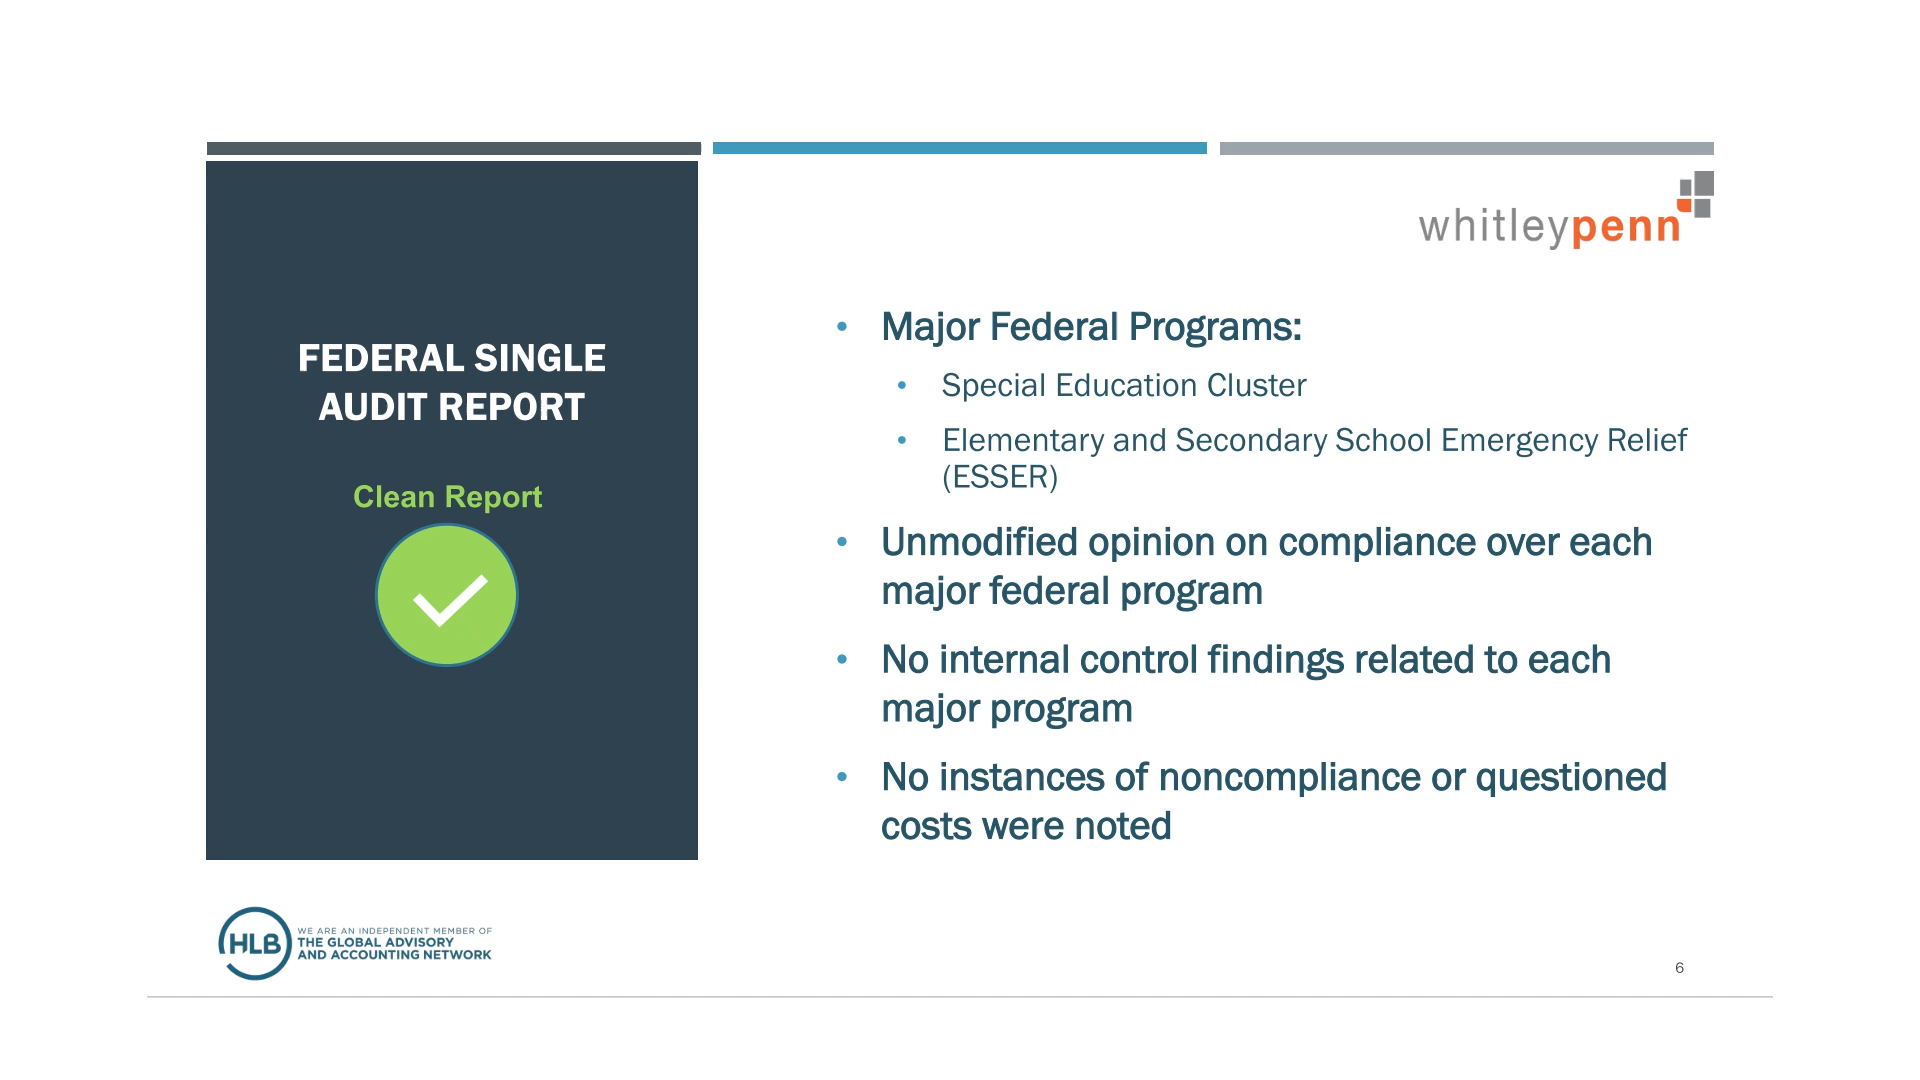 FEDERAL SINGLE
AUDIT REPORT
Clean Report
whitleypenn
• Major Federal Programs:
• Special Education Cluster
• Elementary and Secondary School Emergency Relief
(ESSER)
• Unmodified opinion on compliance over each
major federal program
• No internal control findings related to each
major program
• No instances of noncompliance or questioned
costs were noted
HLB
WE ARE AN INDEPENDENT MEMBER OF
THE GLOBAL ADVISORY
AND ACCOUNTING NETWORK
6